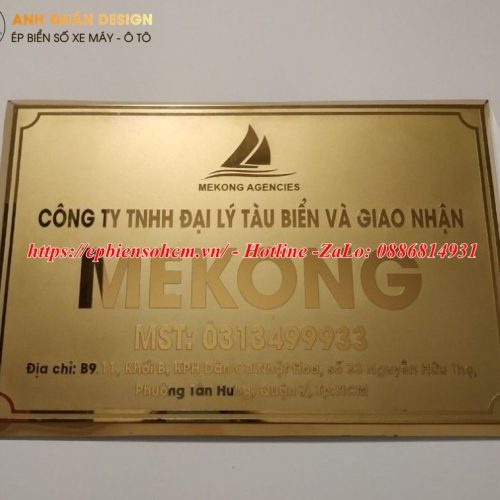 ANH QUÂN DESIGN
ÉP BIỂN SỐ XE MÁY - Ô TÔ
MEKONG AGENCIES
CÔNG TY TNHH ĐẠI LÝ TÀU BIỂN VÀ GIAO NHẬN
https://epbiensohcm.vn/ - Hotline -ZaLo: 0886814931
MEKONG
MST: 0313499933
Địa chỉ: B9.11, Khối B, KPH Dân Cư Nhật Hoa, số 23 Nguyễn Hữu Thọ,
Phường Tân Hưng, Quận 7, Tp.HCM